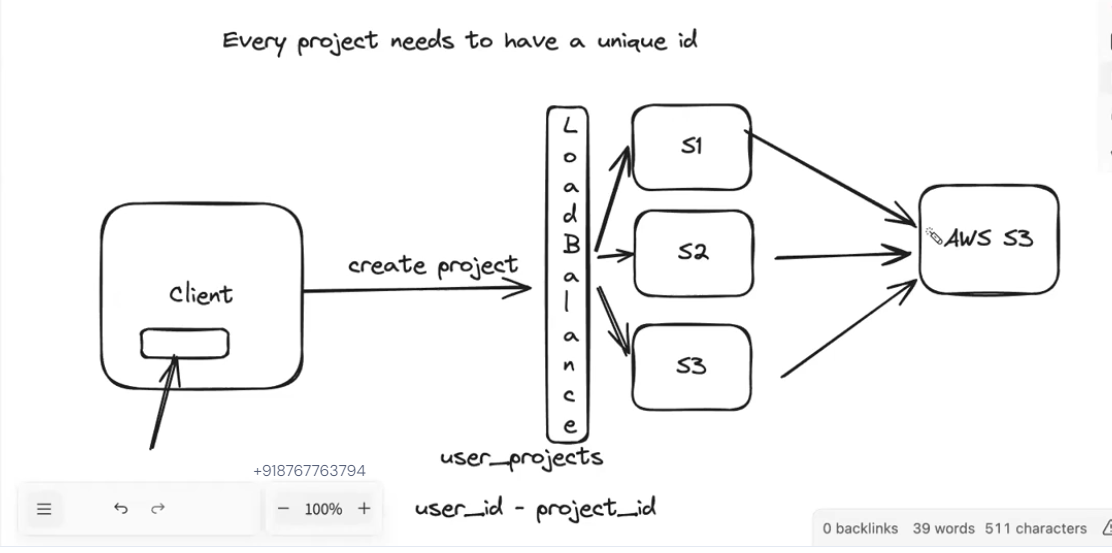 Every project needs to have a unique id
LoadBalance
S1
S2
S3
AWS S3
create project
Client
user_projects
+918767763794
user_id - project_id
100%
0 backlinks 39 words 511 characters